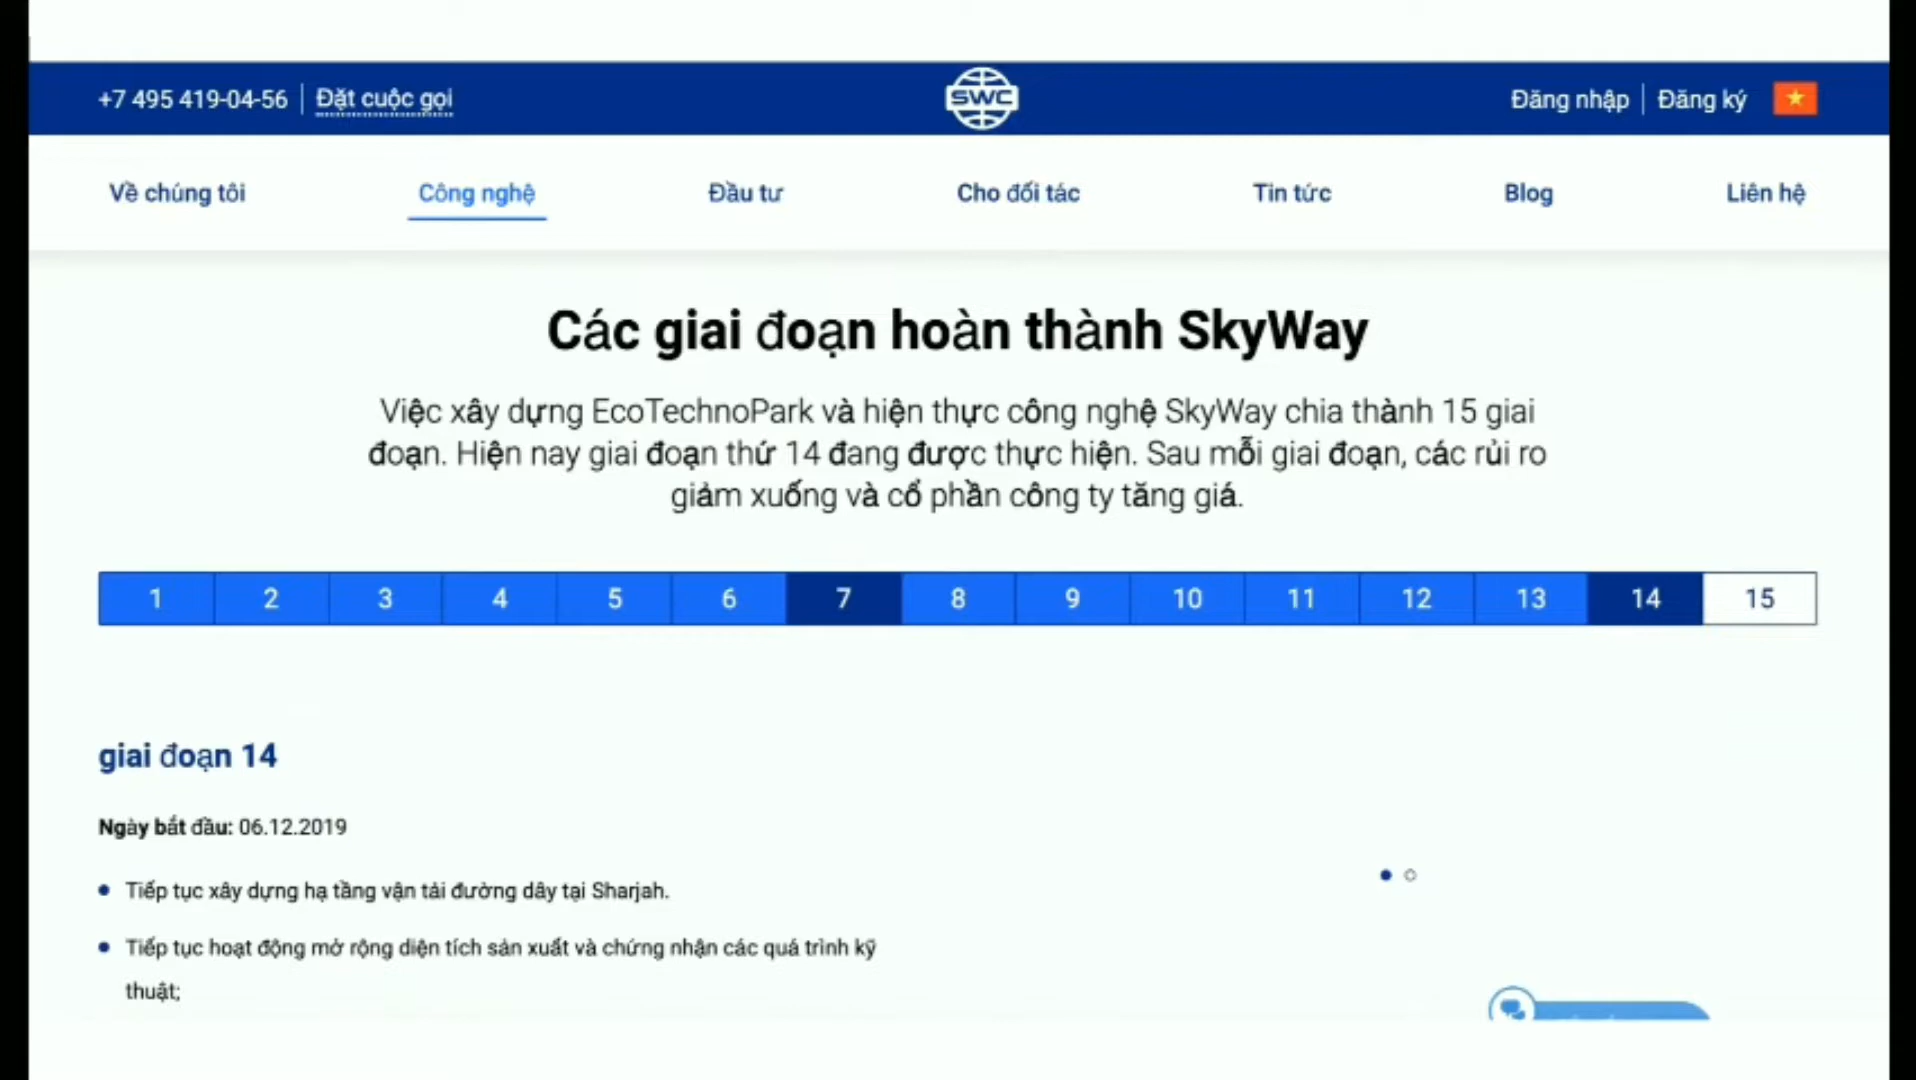 +7 495 419-04-56 | Đặt cuộc gọi
SWC
Đăng nhập | Đăng ký
Về chúng tôi
Công nghệ
Đầu tư
Cho đối tác
Tin tức
Blog
Liên hệ
Các giai đoạn hoàn thành SkyWay
Việc xây dựng EcoTechnoPark và hiện thực công nghệ SkyWay chia thành 15 giai
đoạn. Hiện nay giai đoạn thứ 14 đang được thực hiện. Sau mỗi giai đoạn, các rủi ro
giảm xuống và cổ phần công ty tăng giá.
1 2 3 4 5 6 7 8 9 10 11 12 13 14 15
giai đoạn 14
Ngày bắt đầu: 06.12.2019
Tiếp tục xây dựng hạ tầng vận tải đường dây tại Sharjah.
Tiếp tục hoạt động mở rộng diện tích sản xuất và chứng nhận các quá trình kỹ
thuật;